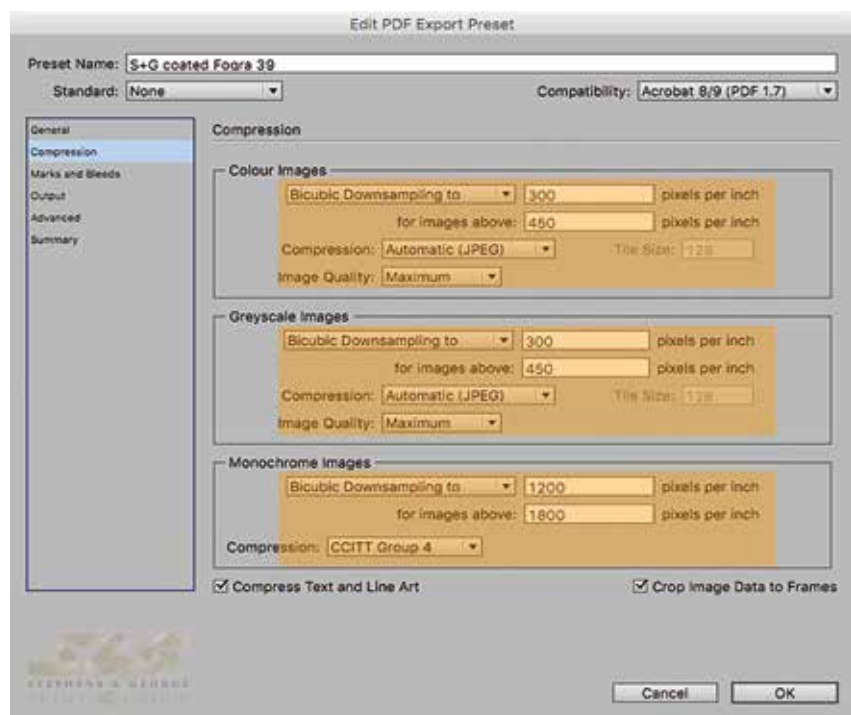 Edit PDF Export Preset
Preset Name: S+G coated Fogra 39
Standard: None Compatibility: Acrobat 8/9 (PDF 1.7)
General
Compression
Marks and Bleeds
Output
Advanced
Summary
Compression
Colour Images
Bicubic Downsampling to 300 pixels per inch
for images above: 450 pixels per inch
Compression: Automatic (JPEG) Tile Size: 128
Image Quality: Maximum
Greyscale Images
Bicubic Downsampling to 300 pixels per inch
for images above: 450 pixels per inch
Compression: Automatic (JPEG) Tile Size: 128
Image Quality: Maximum
Monochrome Images
Bicubic Downsampling to 1200 pixels per inch
for images above: 1800 pixels per inch
Compression: CCITT Group 4
Compress Text and Line Art Crop Image Data to Frames
STEPHENS & GEORGE
Cancel OK